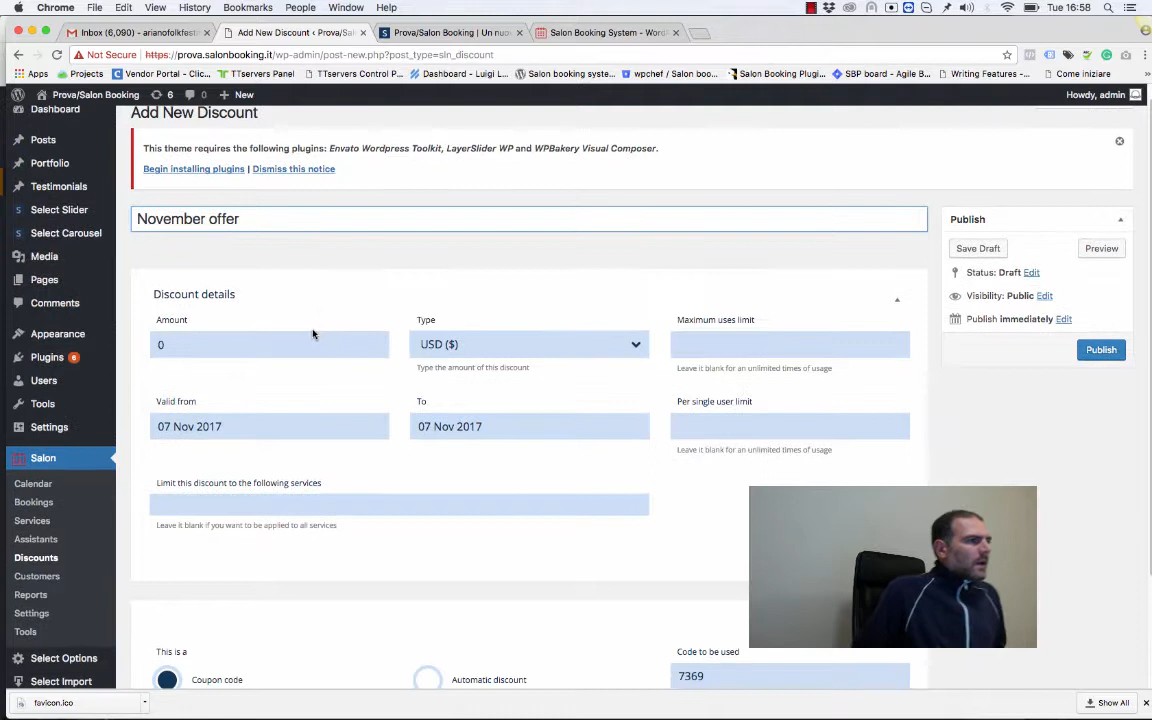 Chrome File Edit View History Bookmarks People Window Help Tue 16:58
Inbox (6,090) - arianofolkfest Add New Discount ‹ Prova/Sal Prova/Salon Booking | Un nuo Salon Booking System - Word
Not Secure https://prova.salonbooking.it/wp-admin/post-new.php?post_type=sln_discount
Apps Projects Vendor Portal - Clic... TTservers Panel TTservers Control P... Dashboard - Luigi L... Salon booking syste... wpchef / Salon boo... Salon Booking Plugi... SBP board - Agile B... Writing Features -... Come iniziare
Prova/Salon Booking 6 0 New Howdy, admin
Dashboard
Posts
Portfolio
Testimonials
Select Slider
Select Carousel
Media
Pages
Comments
Appearance
Plugins 6
Users
Tools
Settings
Salon
Calendar
Bookings
Services
Assistants
Discounts
Customers
Reports
Settings
Tools
Select Options
Select Import
Add New Discount
This theme requires the following plugins: Envato Wordpress Toolkit, LayerSlider WP and WPBakery Visual Composer.
Begin installing plugins | Dismiss this notice
November offer
Discount details
Amount Type Maximum uses limit
0 USD ($)
Type the amount of this discount Leave it blank for an unlimited times of usage
Valid from To Per single user limit
07 Nov 2017 07 Nov 2017
Leave it blank for an unlimited times of usage
Limit this discount to the following services
Leave it blank if you want to be applied to all services
This is a Code to be used
Coupon code Automatic discount 7369
Publish
Save Draft Preview
Status: Draft Edit
Visibility: Public Edit
Publish immediately Edit
Publish
favicon.ico Show All